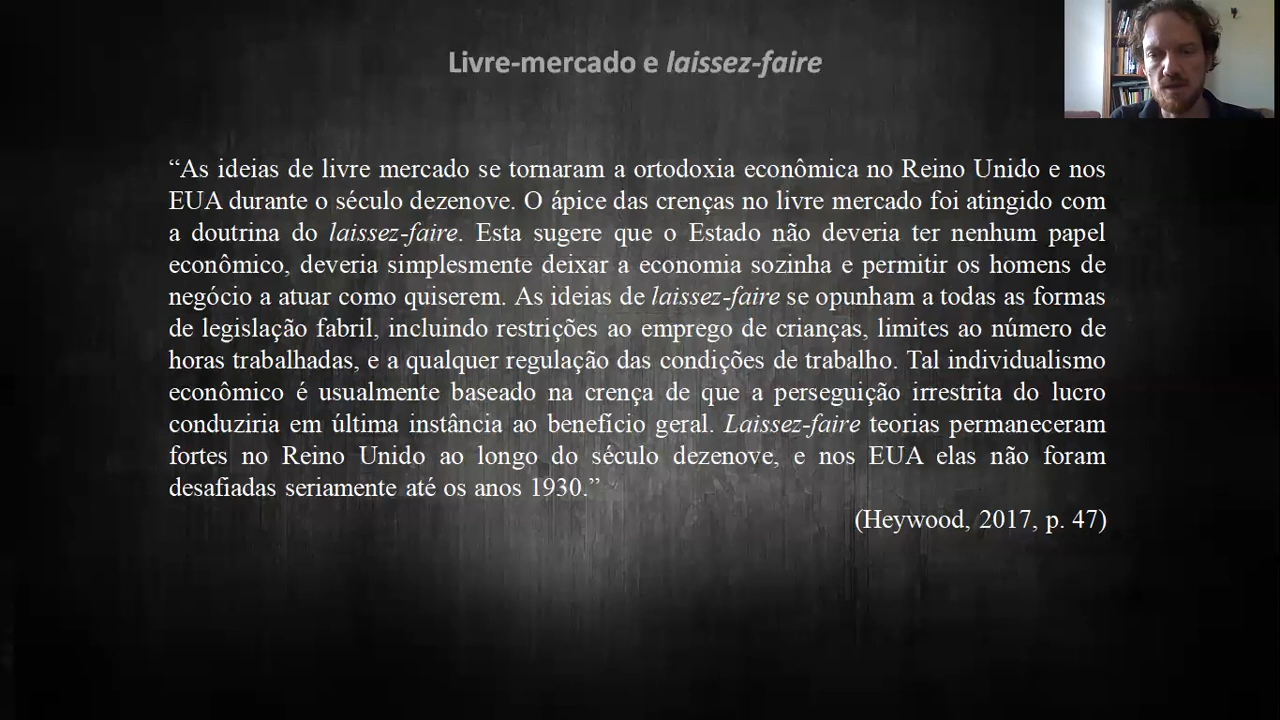 Livre-mercado e laissez-faire
“As ideias de livre mercado se tornaram a ortodoxia econômica no Reino Unido e nos
EUA durante o século dezenove. O ápice das crenças no livre mercado foi atingido com
a doutrina do laissez-faire. Esta sugere que o Estado não deveria ter nenhum papel
econômico, deveria simplesmente deixar a economia sozinha e permitir os homens de
negócio a atuar como quiserem. As ideias de laissez-faire se opunham a todas as formas
de legislação fabril, incluindo restrições ao emprego de crianças, limites ao número de
horas trabalhadas, e a qualquer regulação das condições de trabalho. Tal individualismo
econômico é usualmente baseado na crença de que a perseguição irrestrita do lucro
conduziria em última instância ao benefício geral. Laissez-faire teorias permaneceram
fortes no Reino Unido ao longo do século dezenove, e nos EUA elas não foram
desafiadas seriamente até os anos 1930.”
(Heywood, 2017, p. 47)